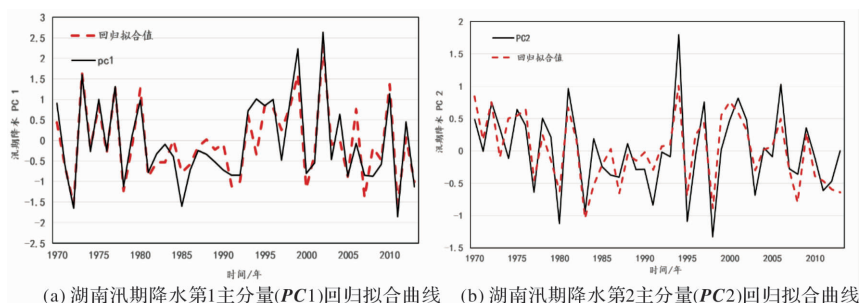 3
2.5
2
1.5
1
0.5
0
-0.5
-1
-1.5
-2
-2.5
汛期降水 PC 1
回归拟合值
pc1
1970 1975 1980 1985 1990 1995 2000 2005 2010
时间/年
2
1.5
1
0.5
0
-0.5
-1
-1.5
汛期降水 PC 2
PC2
回归拟合值
1970 1975 1980 1985 1990 1995 2000 2005 2010
时间/年
(a) 湖南汛期降水第1主分量(PC1)回归拟合曲线
(b) 湖南汛期降水第2主分量(PC2)回归拟合曲线